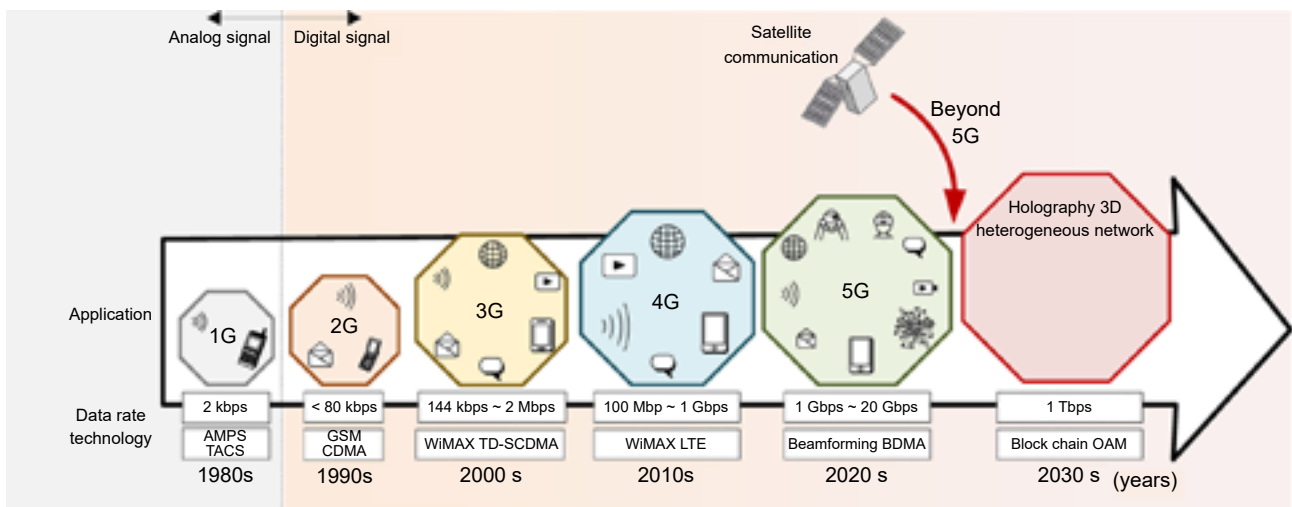 Analog signal
Digital signal
Satellite
communication
Beyond
5G
Holography 3D
heterogeneous network
Application
1G
2G
3G
4G
5G
Data rate
technology
2 kbps
< 80 kbps
144 kbps ~ 2 Mbps
100 Mbp ~ 1 Gbps
1 Gbps ~ 20 Gbps
1 Tbps
AMPS
TACS
GSM
CDMA
WiMAX TD-SCDMA
WiMAX LTE
Beamforming BDMA
Block chain OAM
1980s
1990s
2000 s
2010s
2020 s
2030 s
(years)